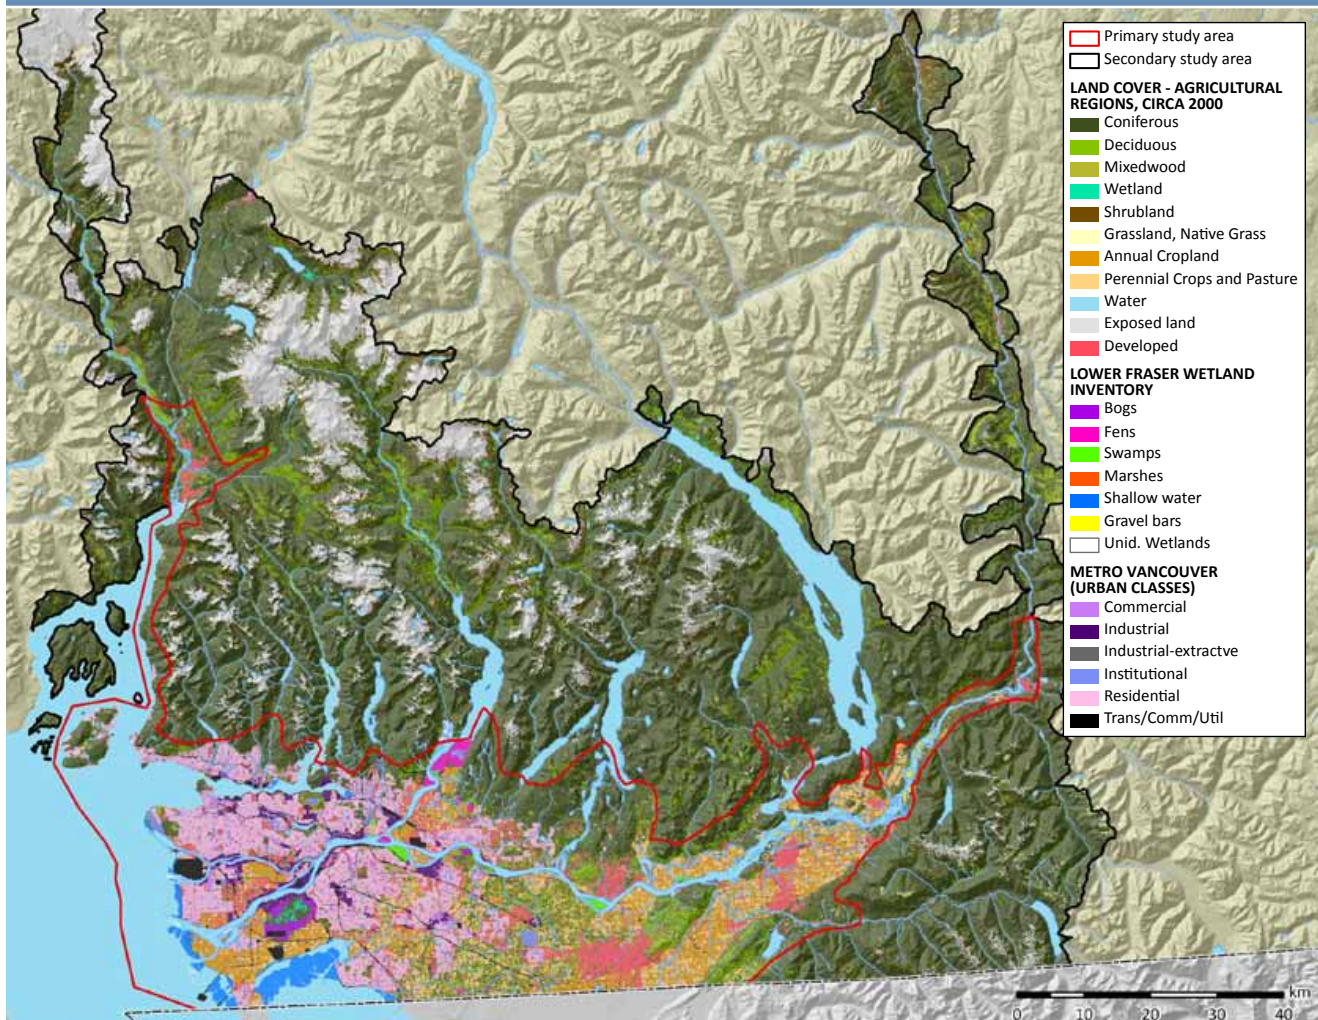 Primary study area
Secondary study area
LAND COVER - AGRICULTURAL
REGIONS, CIRCA 2000
Coniferous
Deciduous
Mixedwood
Wetland
Shrubland
Grassland, Native Grass
Annual Cropland
Perennial Crops and Pasture
Water
Exposed land
Developed
LOWER FRASER WETLAND
INVENTORY
Bogs
Fens
Swamps
Marshes
Shallow water
Gravel bars
Unid. Wetlands
METRO VANCOUVER
(URBAN CLASSES)
Commercial
Industrial
Industrial-extractve
Institutional
Residential
Trans/Comm/Util
km
0 10 20 30 40